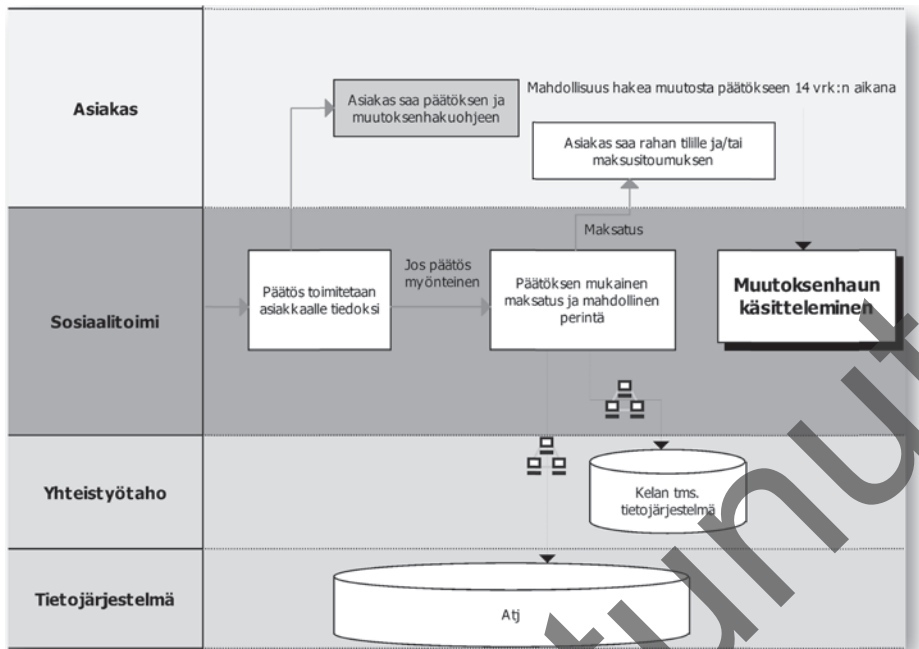 Asiakas
Asiakas saa päätöksen ja
muutoksenhakuohjeen
Mahdollisuus hakea muutosta päätökseen 14 vrk:n aikana
Asiakas saa rahan tilille ja/tai
maksusitoumuksen
Sosiaalitoimi
Päätös toimitetaan
asiakkaalle tiedoksi
Jos päätös
myönteinen
Maksatus
Päätöksen mukainen
maksatus ja mahdollinen
perintä
Muutoksenhaun
käsitteleminen
Yhteistyötaho
Kelan tms.
tietojärjestelmä
Tietojärjestelmä
Atj